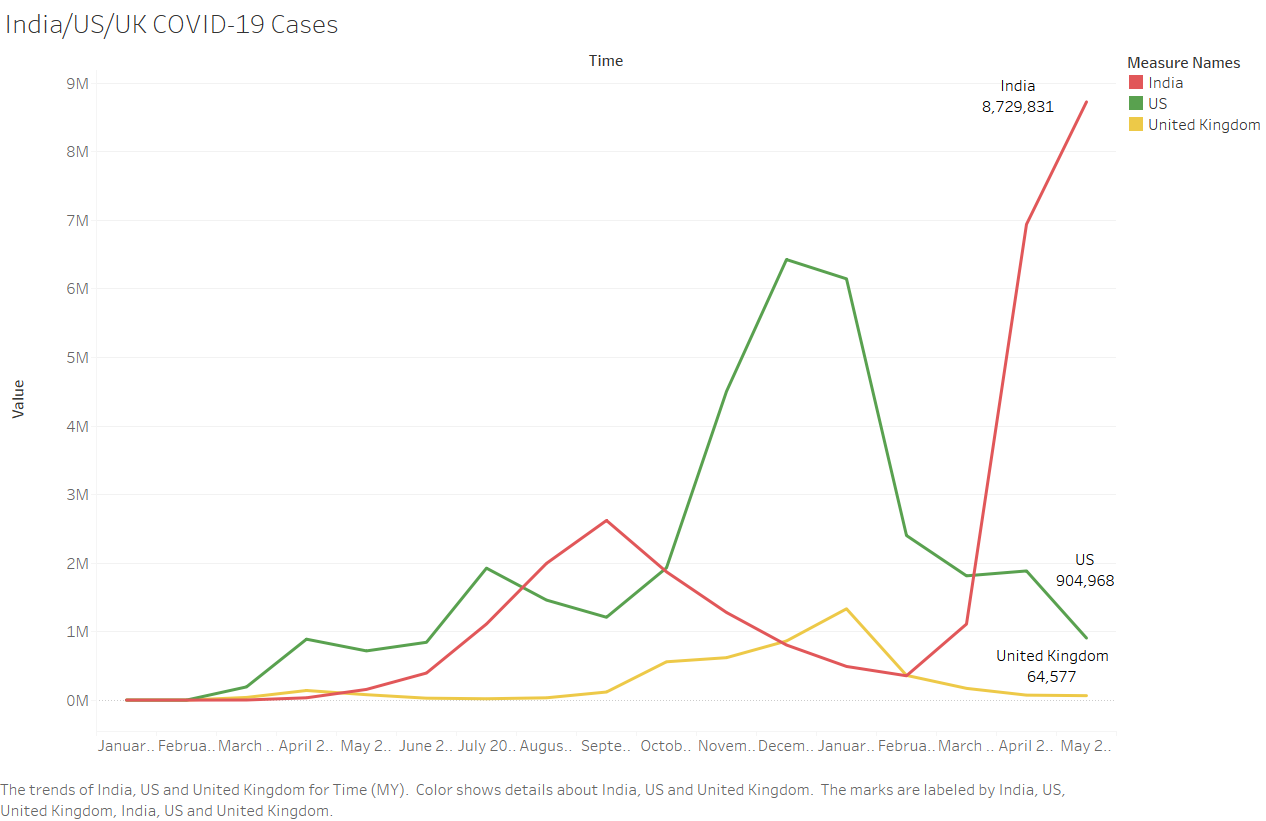 India/US/UK COVID-19 Cases
Time
Measure Names
India
US
United Kingdom
9M
8M
7M
6M
5M
4M
3M
2M
1M
0M
Value
India
8,729,831
US
904,968
United Kingdom
64,577
Januar.. Februa.. March .. April 2.. May 2.. June 2.. July 20.. Augus.. Septe.. Octob.. Novem.. Decem.. Januar.. Februa.. March .. April 2.. May 2..
The trends of India, US and United Kingdom for Time (MY). Color shows details about India, US and United Kingdom. The marks are labeled by India, US,
United Kingdom, India, US and United Kingdom.